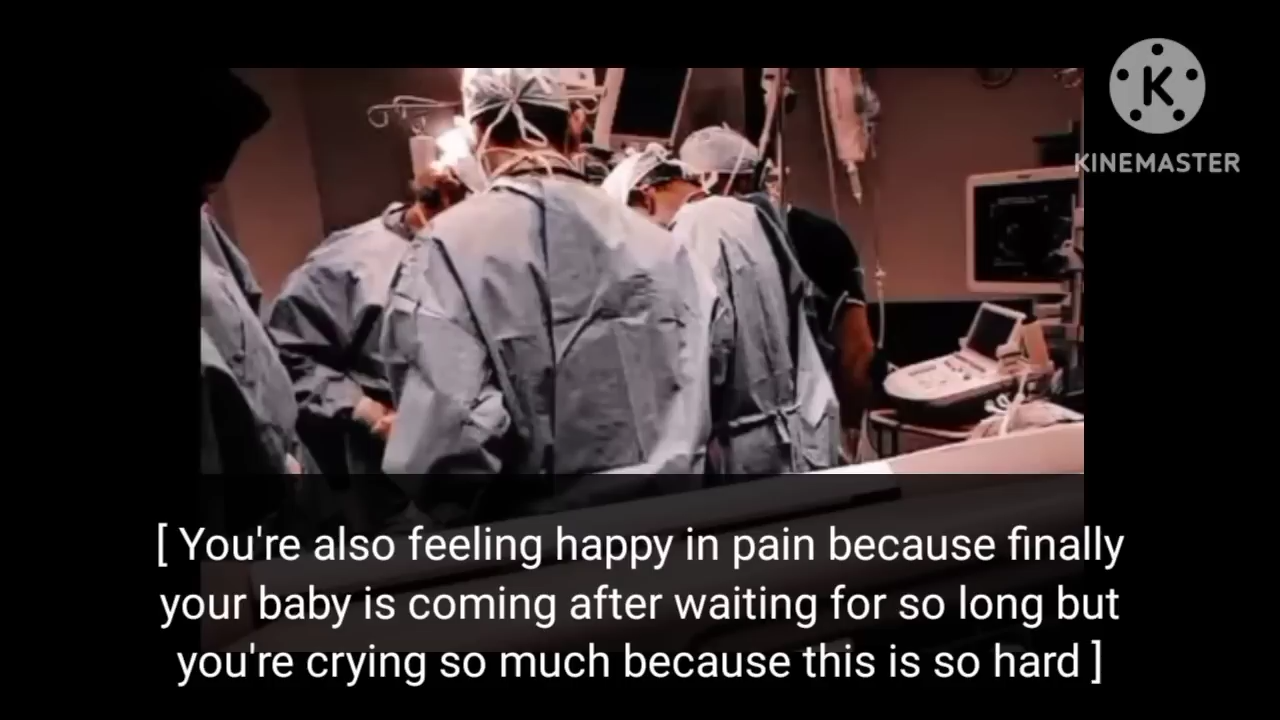 K
KINEMASTER
[ You're also feeling happy in pain because finally
your baby is coming after waiting for so long but
you're crying so much because this is so hard ]